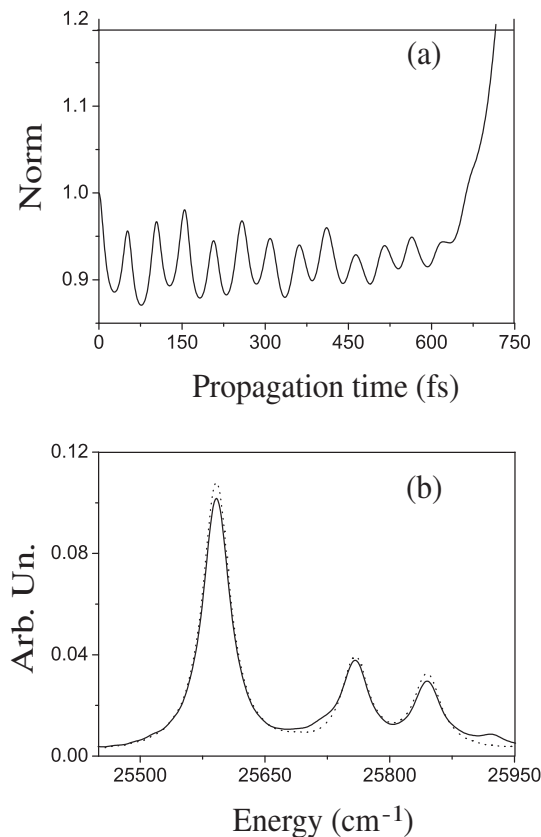 1.2
(a)
1.1
Norm
1.0
0.9
0 150 300 450 600 750
Propagation time (fs)
0.12
(b)
Arb. Un.
0.08
0.04
0.00
25500 25650 25800 25950
Energy (cm-1)